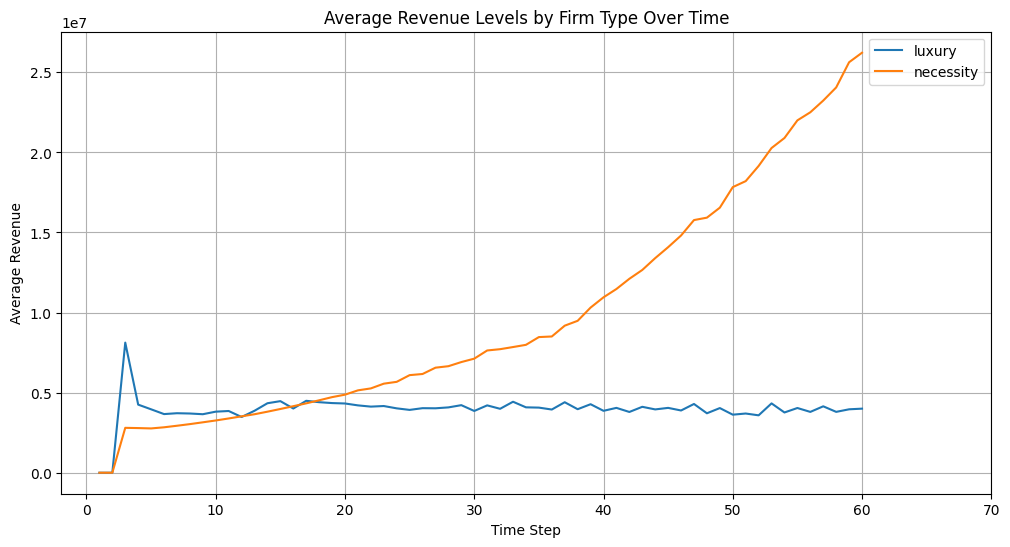 Average Revenue Levels by Firm Type Over Time
1e7
luxury
necessity
2.5
2.0
1.5
1.0
0.5
0.0
Average Revenue
0 10 20 30 40 50 60 70
Time Step